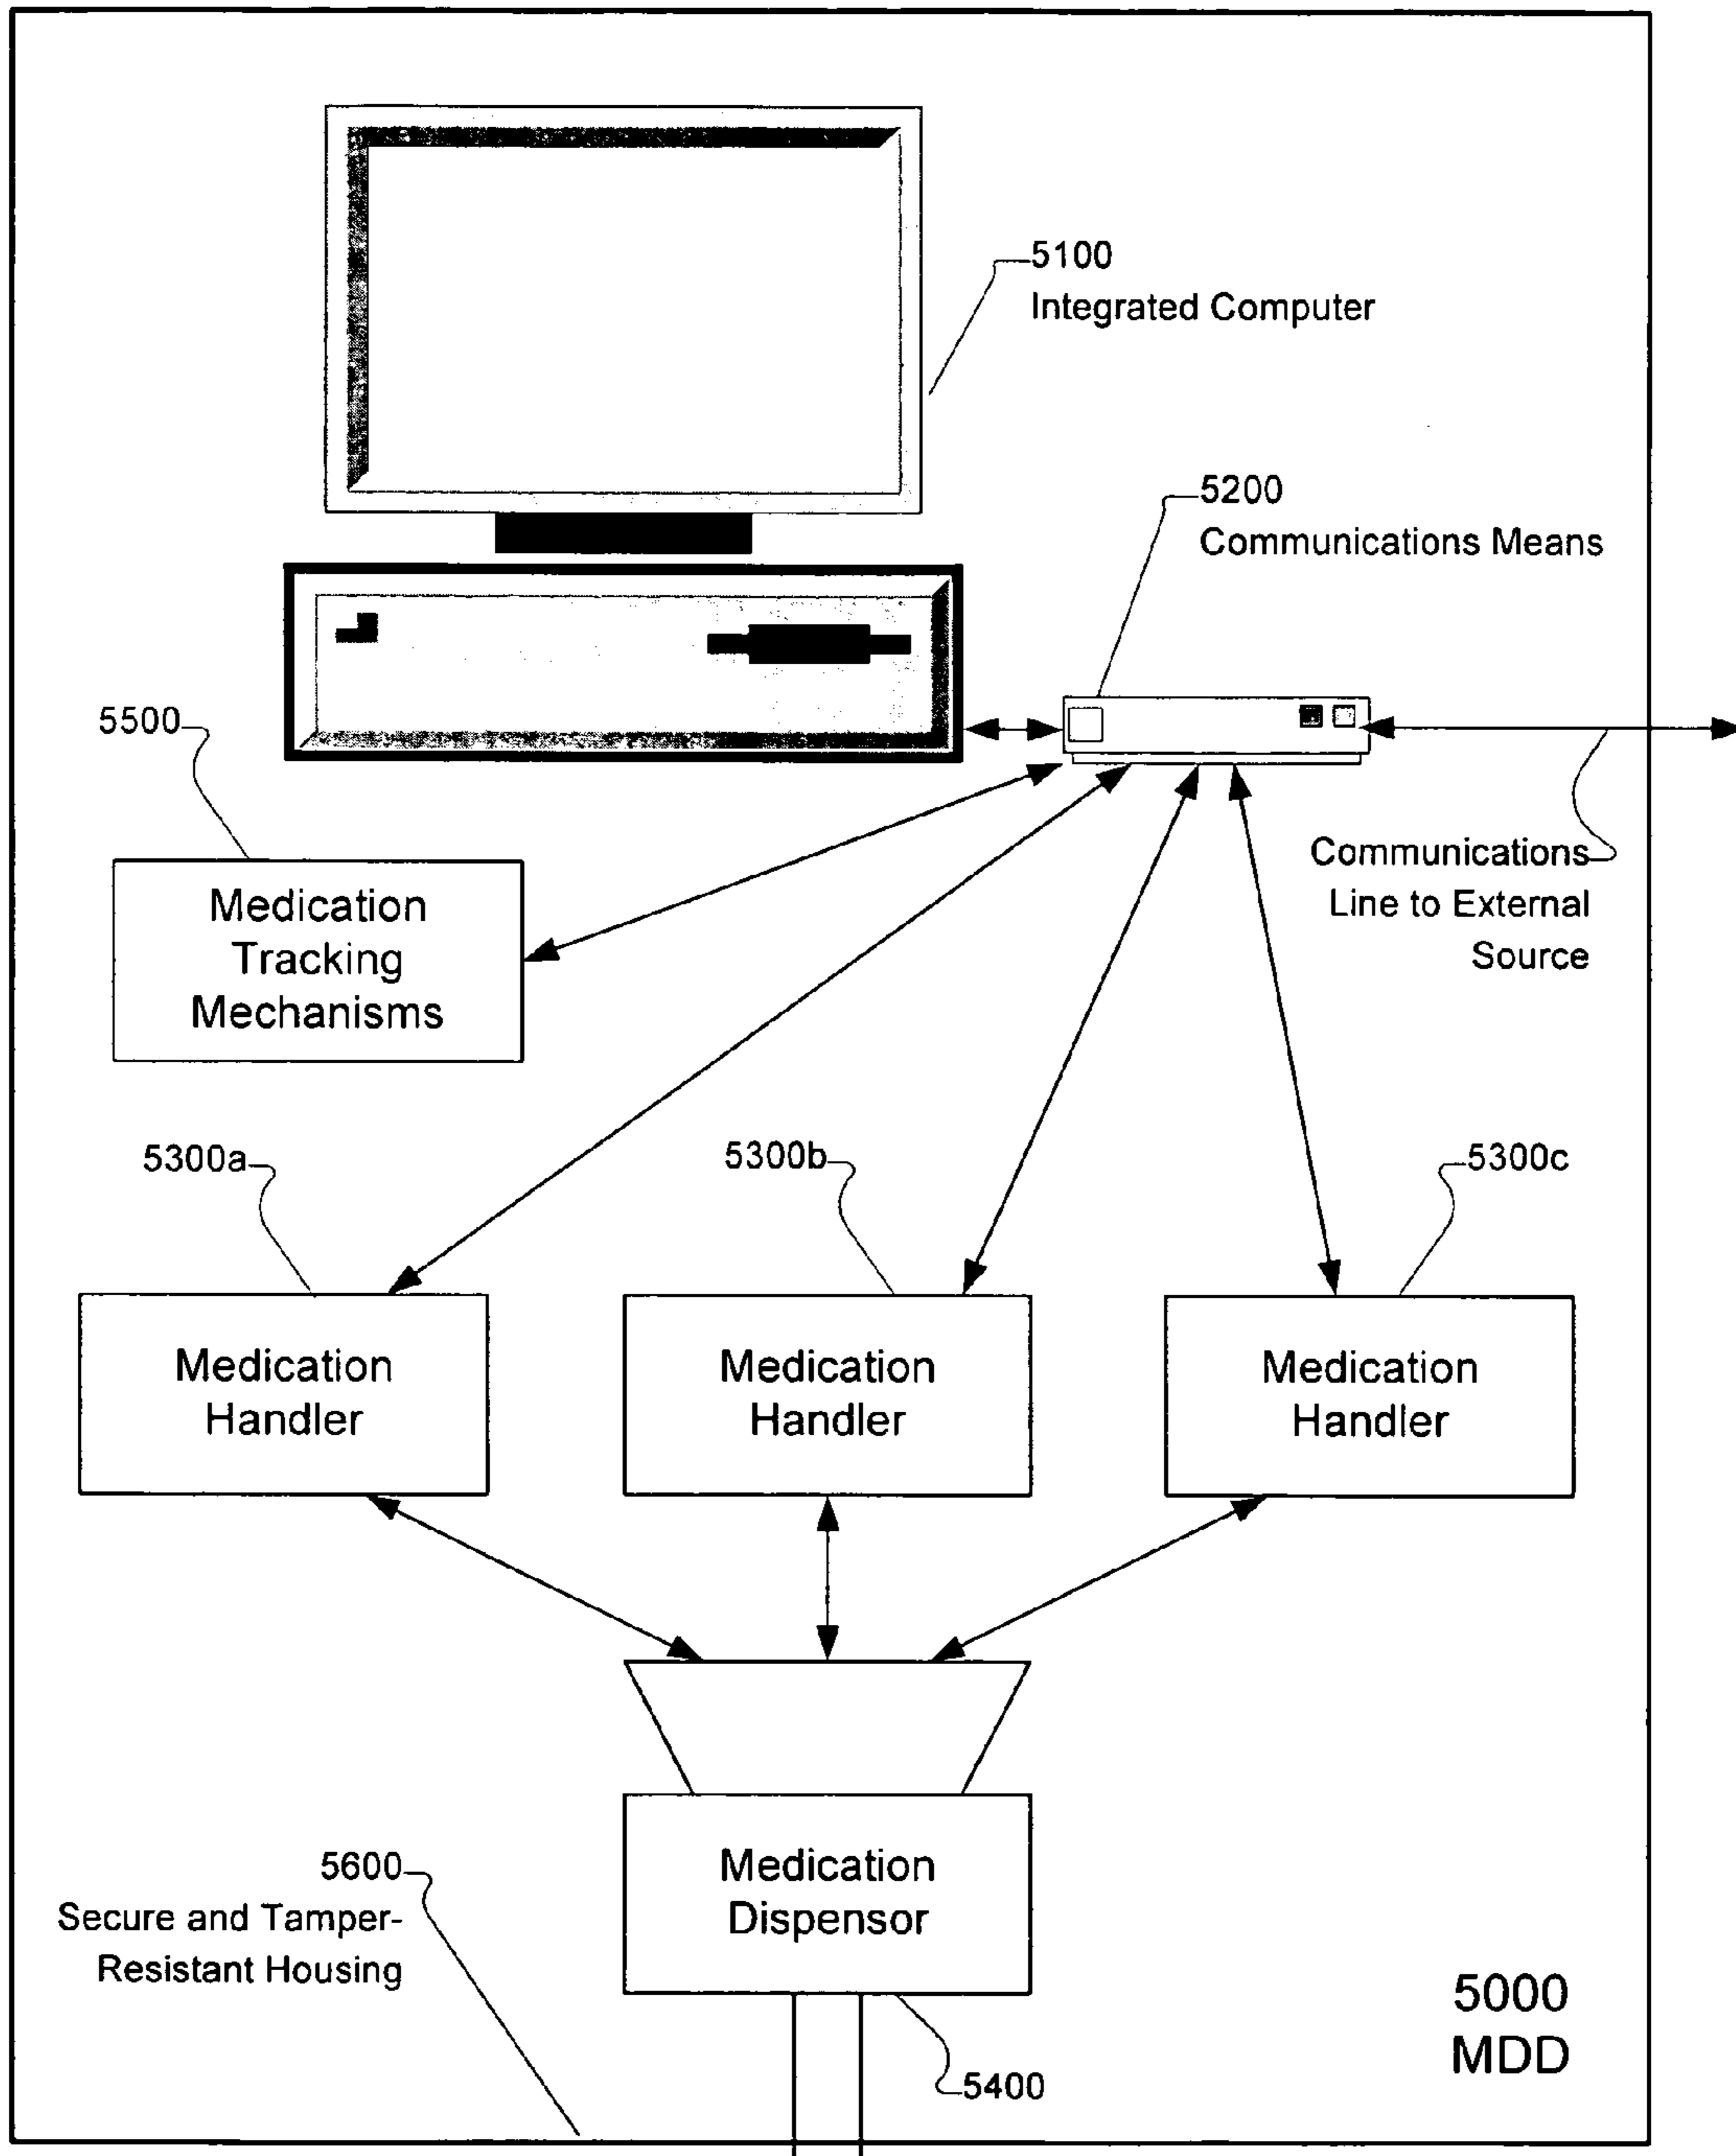 5100
Integrated Computer
5200
Communications Means
5500
Communications
Line to External
Source
Medication
Tracking
Mechanisms
5300a
5300b
5300c
Medication
Handler
Medication
Handler
Medication
Handler
5600
Secure and Tamper-
Resistant Housing
Medication
Dispensor
5400
5000
MDD